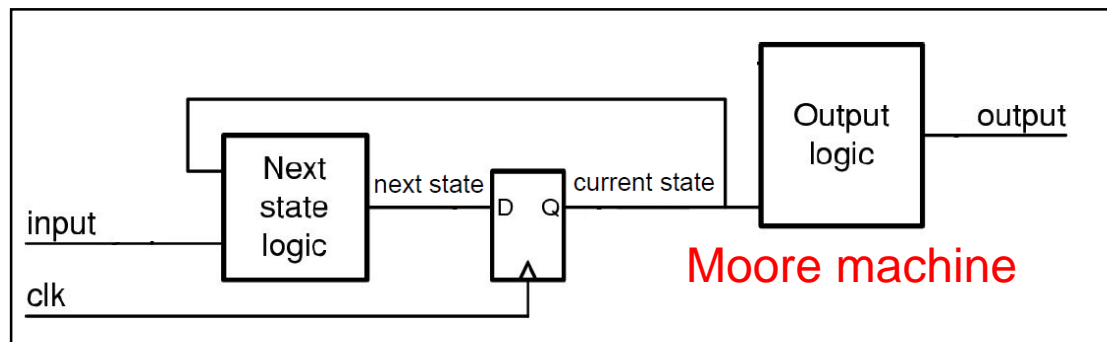 Next
state
logic
next state
D
Q
current state
Output
logic
output
input
clk
Moore machine